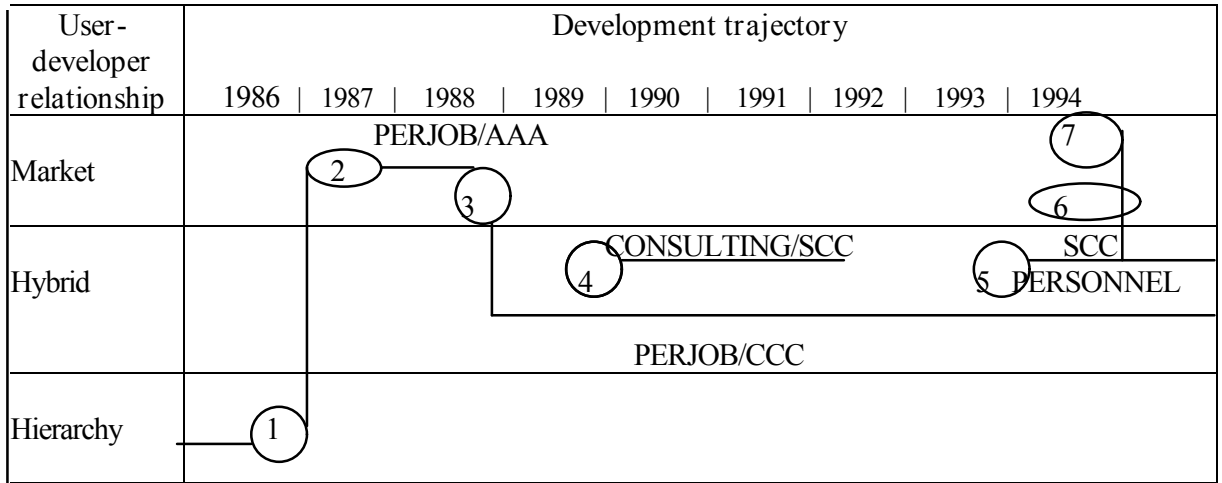 User-
developer
relationship
Development trajectory
1986 | 1987 | 1988 | 1989 | 1990 | 1991 | 1992 | 1993 | 1994
PERJOB/AAA
Market
2
3
7
6
CONSULTING/SCC
SCC
Hybrid
4
5
PERSONNEL
PERJOB/CCC
Hierarchy
1